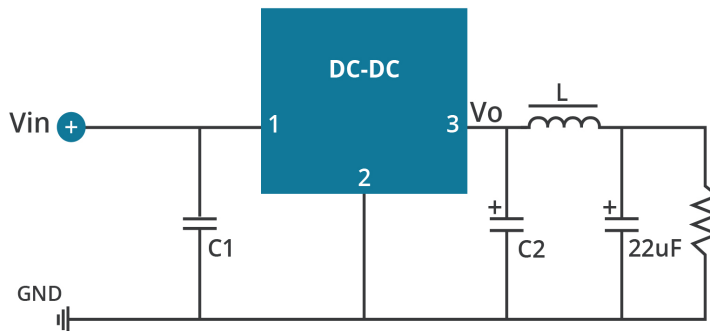 DC-DC
L
Vin
+
1
3
Vo
2
+
+
C1
C2
22uF
GND